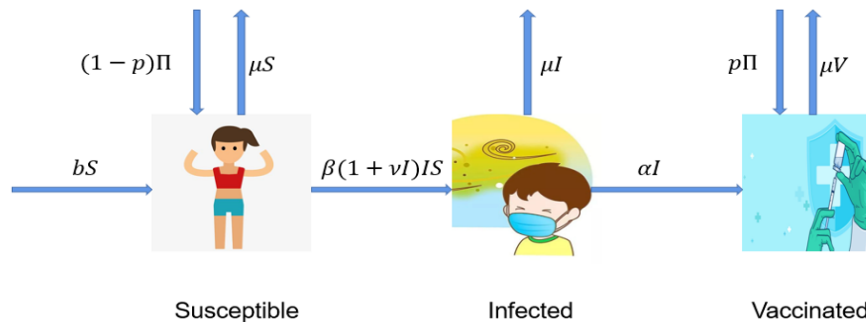 (1 − p)Π
μS
μI
pΠ
μV
bS
β(1 + νI)IS
αI
Susceptible
Infected
Vaccinated